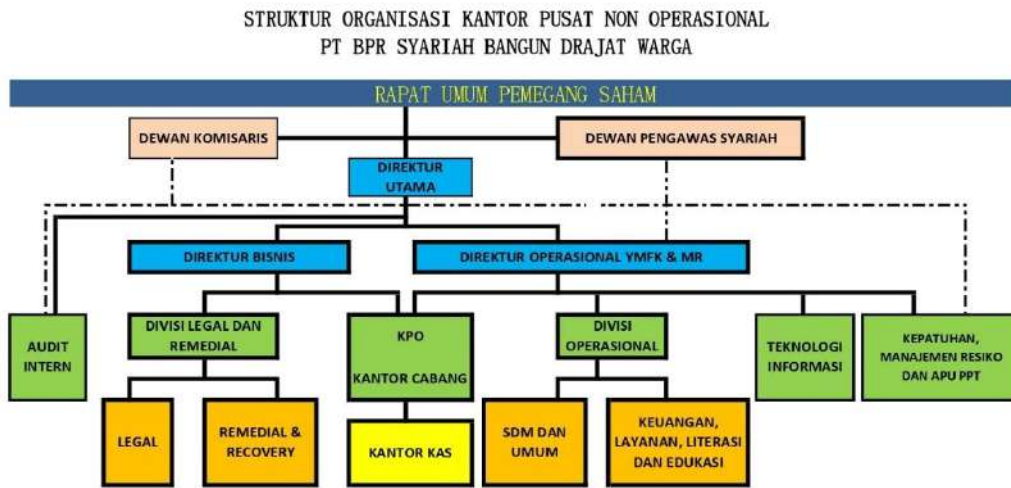 STRUKTUR ORGANISASI KANTOR PUSAT NON OPERASIONAL
PT BPR SYARIAH BANGUN DRAJAT WARGA
RAPAT UMUM PEMEGANG SAHAM
DEWAN KOMISARIS
DEWAN PENGAWAS SYARIAH
DIREKTUR
UTAMA
DIREKTUR BISNIS
DIREKTUR OPERASIONAL YMFK & MR
AUDIT
INTERN
DIVISI LEGAL DAN
REMEDIAL
KPO
KANTOR CABANG
DIVISI
OPERASIONAL
TEKNOLOGI
INFORMASI
KEPATUHAN,
MANAJEMEN RESIKO
DAN APU PPT
LEGAL
REMEDIAL &
RECOVERY
KANTOR KAS
SDM DAN
UMUM
KEUANGAN,
LAYANAN, LITERASI
DAN EDUKASI